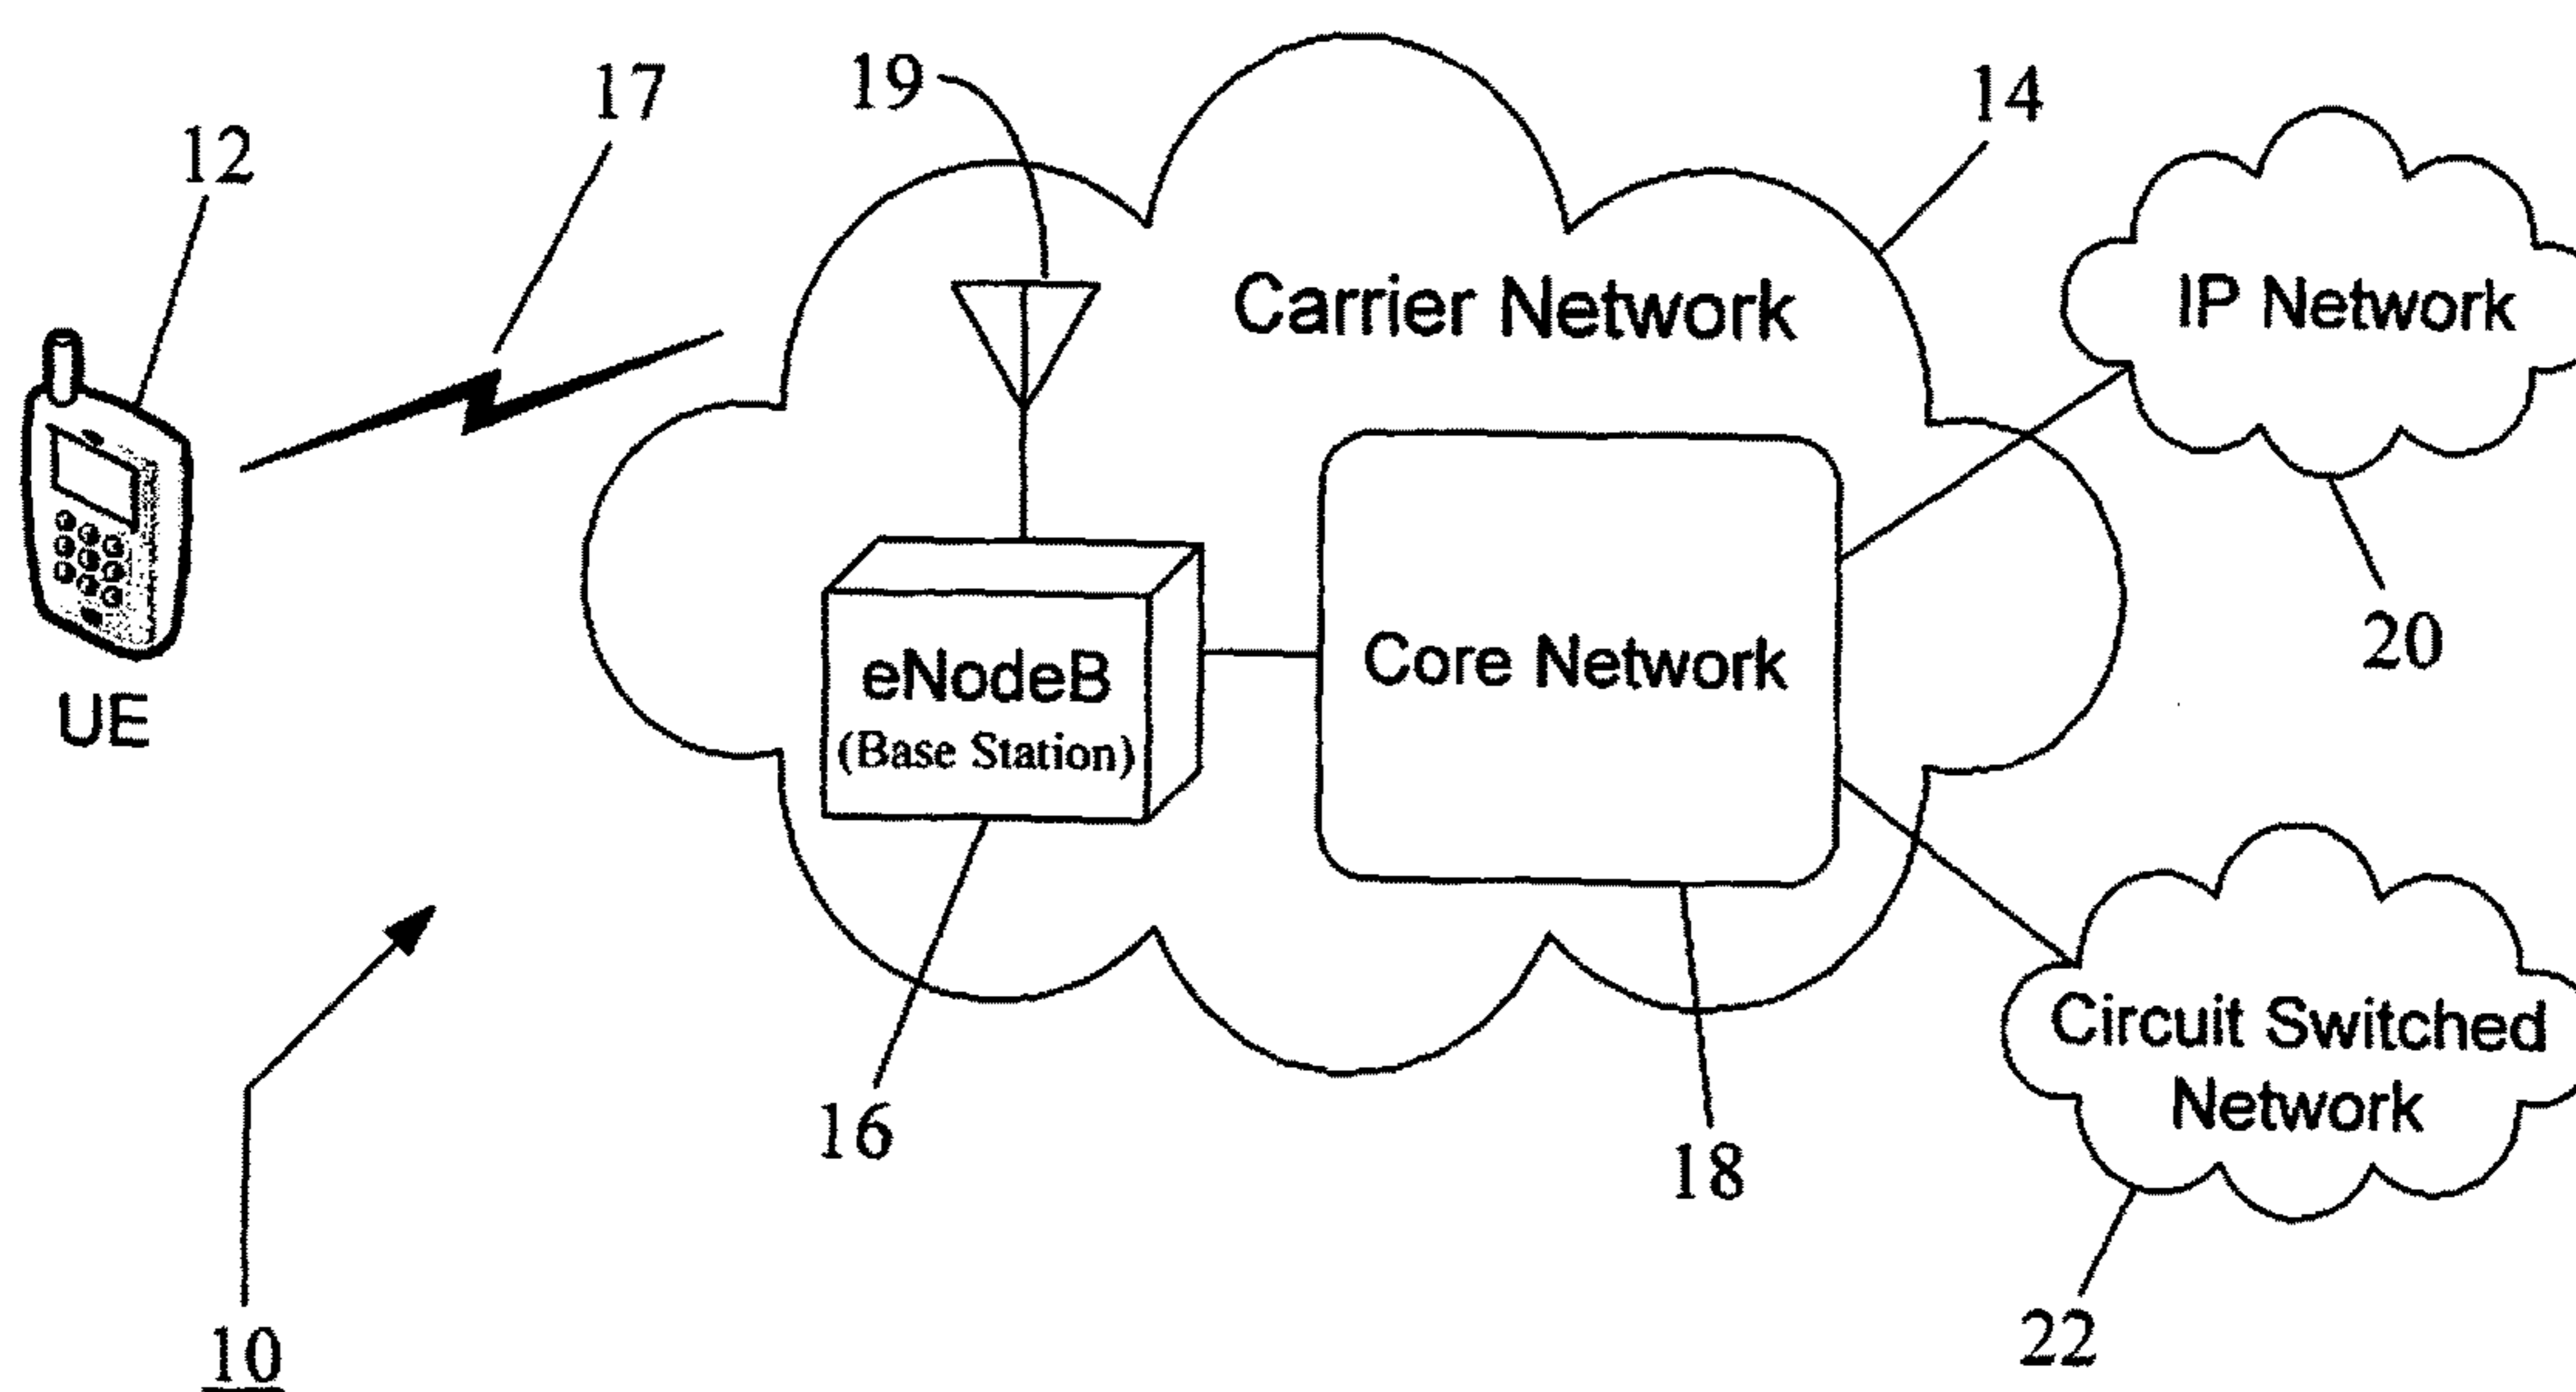 17
19
14
12
Carrier Network
IP Network
Core Network
20
eNodeB
(Base Station)
UE
Circuit Switched
Network
16
18
22
10